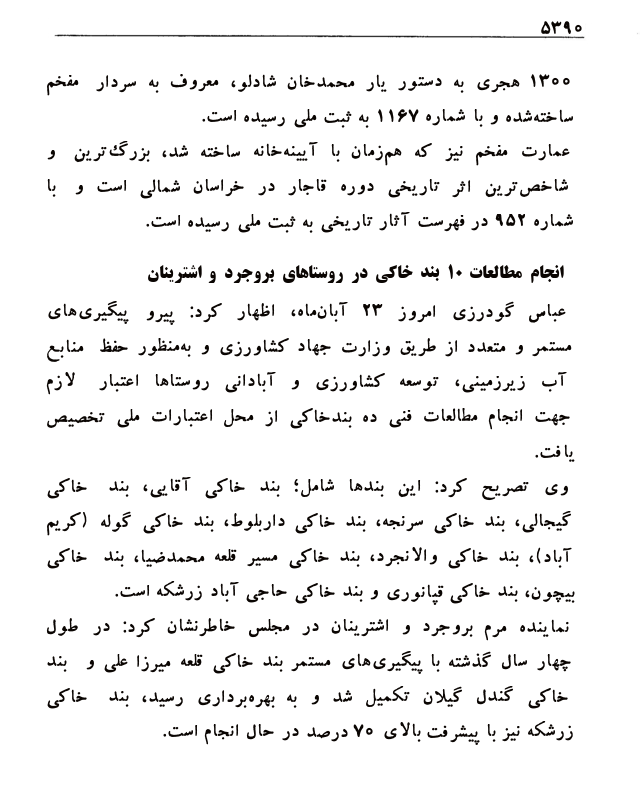 ۵۳۹۰
۱۳۰۰ هجری به دستور یار محمدخان شادلو، معروف به سردار مفخم
ساخته‌شده و با شماره ۱۱۶۷ به ثبت ملی رسیده است.
عمارت مفخم نیز که هم‌زمان با آیینه‌خانه ساخته شد، بزرگ‌ترین و
شاخص‌ترین اثر تاریخی دوره قاجار در خراسان شمالی است و با
شماره ۹۵۲ در فهرست آثار تاریخی به ثبت ملی رسیده است.
انجام مطالعات ۱۰ بند خاکی در روستاهای بروجرد و اشترینان
عباس گودرزی امروز ۲۳ آبان‌ماه، اظهار کرد: پیرو پیگیری‌های
مستمر و متعدد از طریق وزارت جهاد کشاورزی و به‌منظور حفظ منابع
آب زیرزمینی، توسعه کشاورزی و آبادانی روستاها اعتبار لازم
جهت انجام مطالعات فنی ده بندخاکی از محل اعتبارات ملی تخصیص
یافت.
وی تصریح کرد: این بندها شامل؛ بند خاکی آقایی، بند خاکی
گیجالی، بند خاکی سرنجه، بند خاکی داربلوط، بند خاکی گوله (کریم
آباد)، بند خاکی والانجرد، بند خاکی مسیر قلعه محمدضیا، بند خاکی
بیچون، بند خاکی قپانوری و بند خاکی حاجی آباد زرشکه است.
نماینده مرم بروجرد و اشترینان در مجلس خاطرنشان کرد: در طول
چهار سال گذشته با پیگیری‌های مستمر بند خاکی قلعه میرزا علی و بند
خاکی گندل گیلان تکمیل شد و به بهره‌برداری رسید، بند خاکی
زرشکه نیز با پیشرفت بالای ۷۰ درصد در حال انجام است.